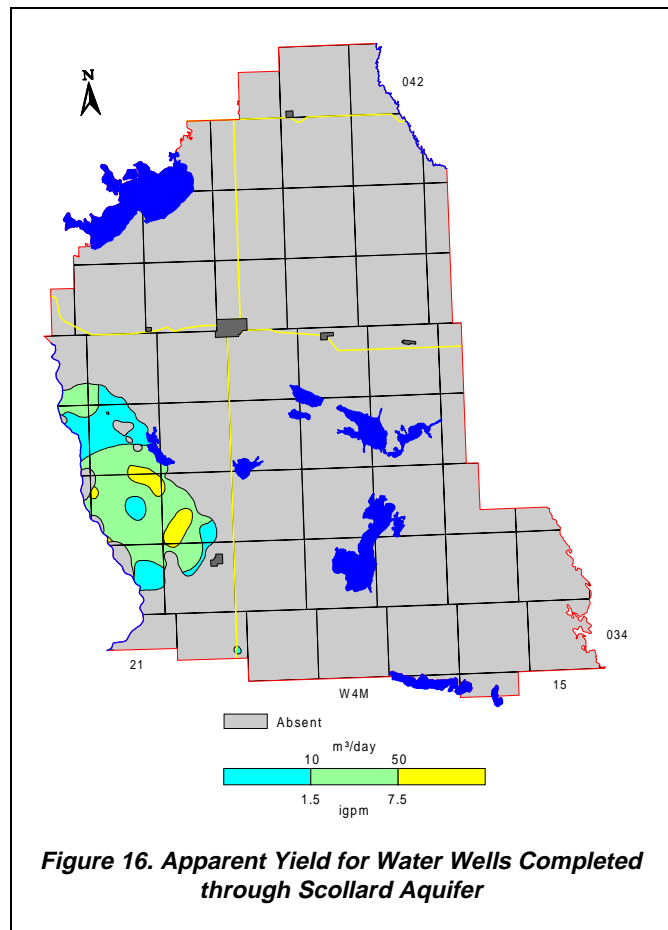 N
042
034
21
15
W4M
Absent
m³/day
10 50
1.5 7.5
igpm
Figure 16. Apparent Yield for Water Wells Completed
through Scollard Aquifer